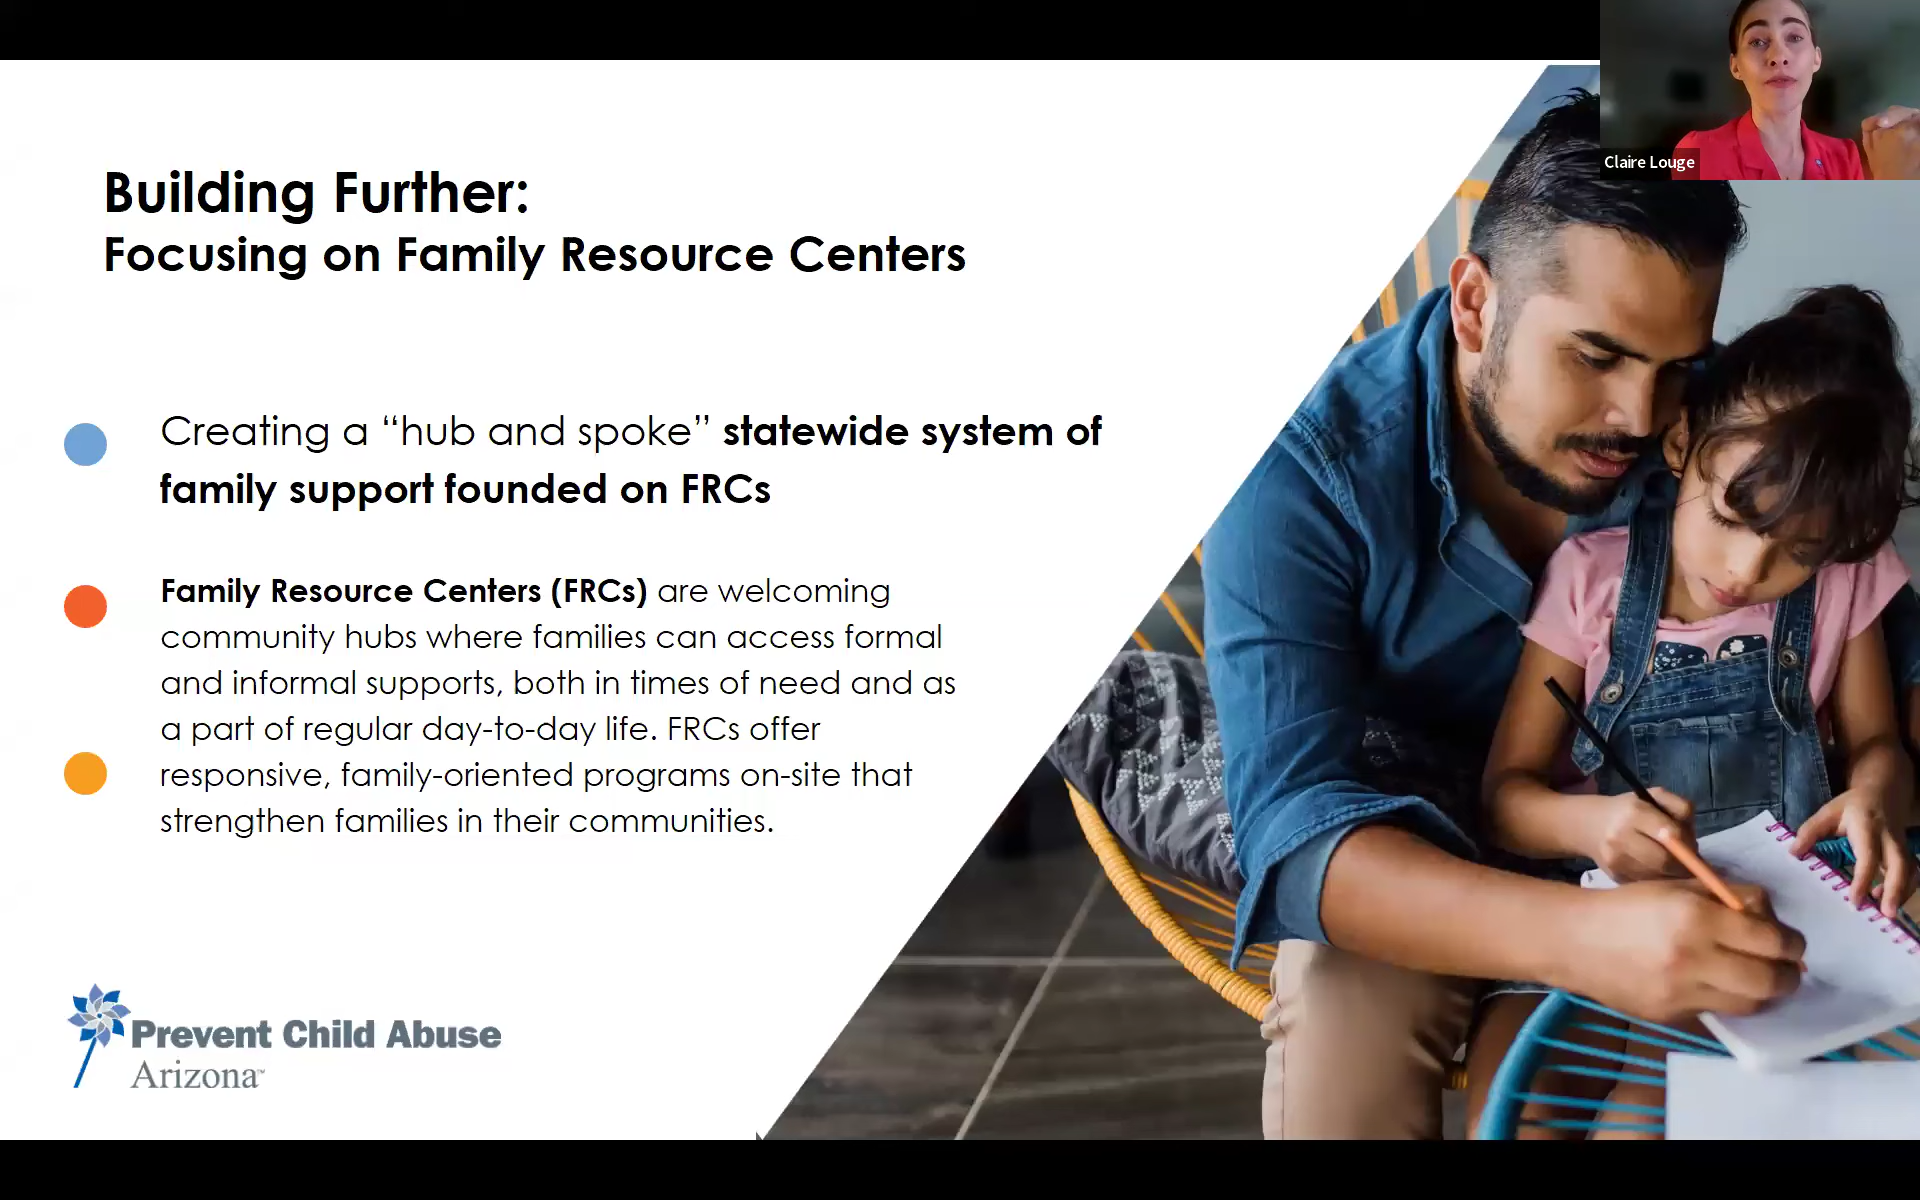 Claire Louge
Building Further:
Focusing on Family Resource Centers
Creating a “hub and spoke” statewide system of
family support founded on FRCs
Family Resource Centers (FRCs) are welcoming
community hubs where families can access formal
and informal supports, both in times of need and as
a part of regular day-to-day life. FRCs offer
responsive, family-oriented programs on-site that
strengthen families in their communities.
Prevent Child Abuse
Arizona™